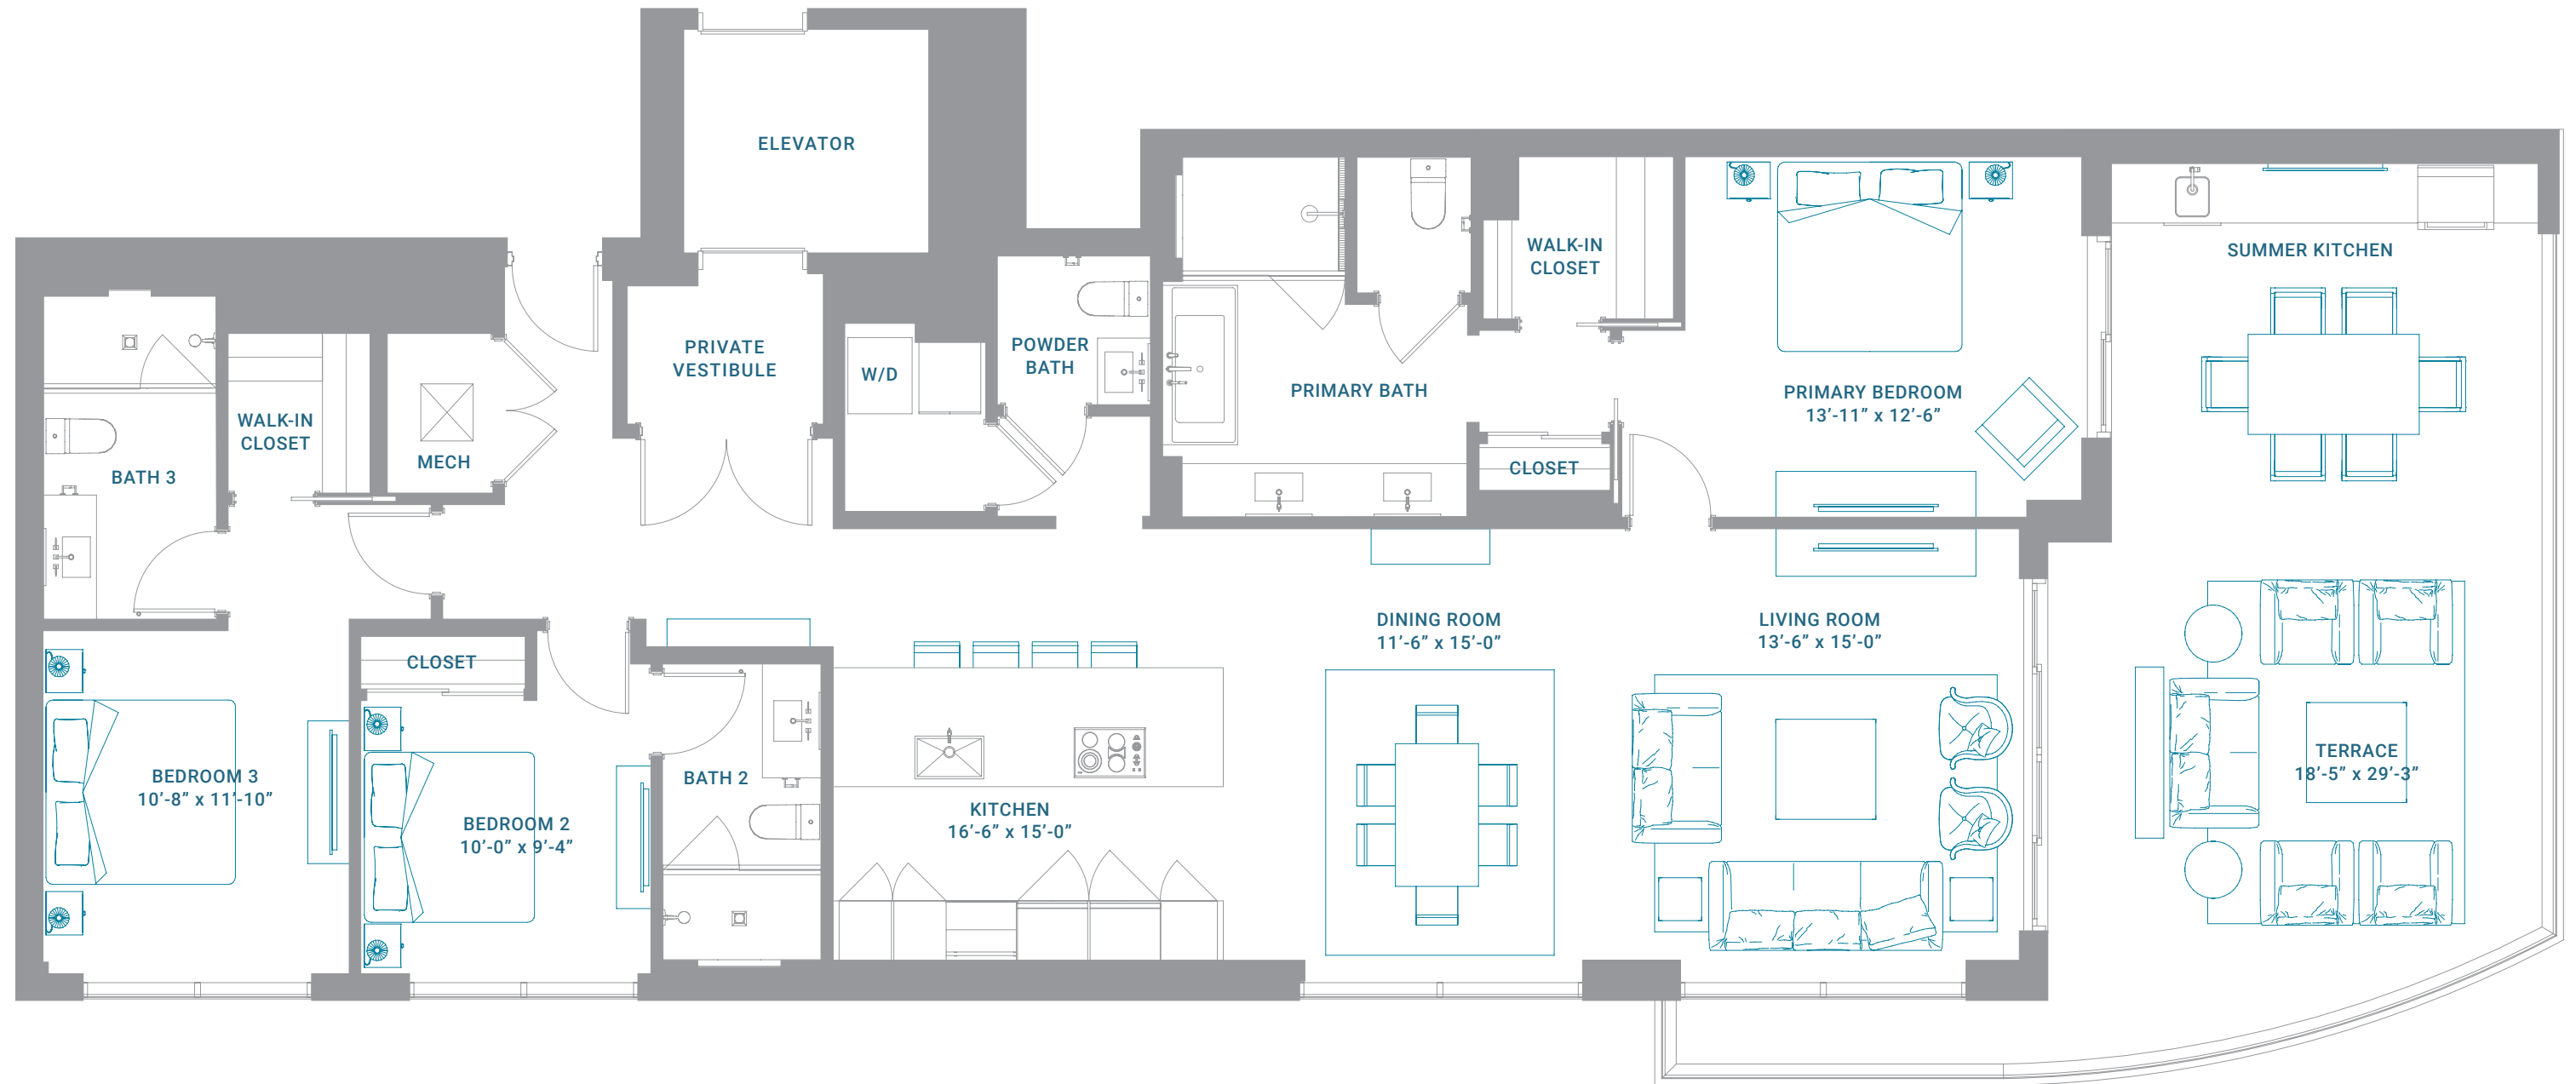 ELEVATOR
WALK-IN
CLOSET
SUMMER KITCHEN
PRIVATE
VESTIBULE
W/D
POWDER
BATH
PRIMARY BATH
PRIMARY BEDROOM
13’-11” x 12’-6”
WALK-IN
CLOSET
MECH
BATH 3
CLOSET
DINING ROOM
11’-6” x 15’-0”
LIVING ROOM
13’-6” x 15’-0”
CLOSET
BEDROOM 3
10’-8” x 11’-10”
BEDROOM 2
10’-0” x 9’-4”
BATH 2
KITCHEN
16’-6” x 15’-0”
TERRACE
18’-5” x 29’-3”